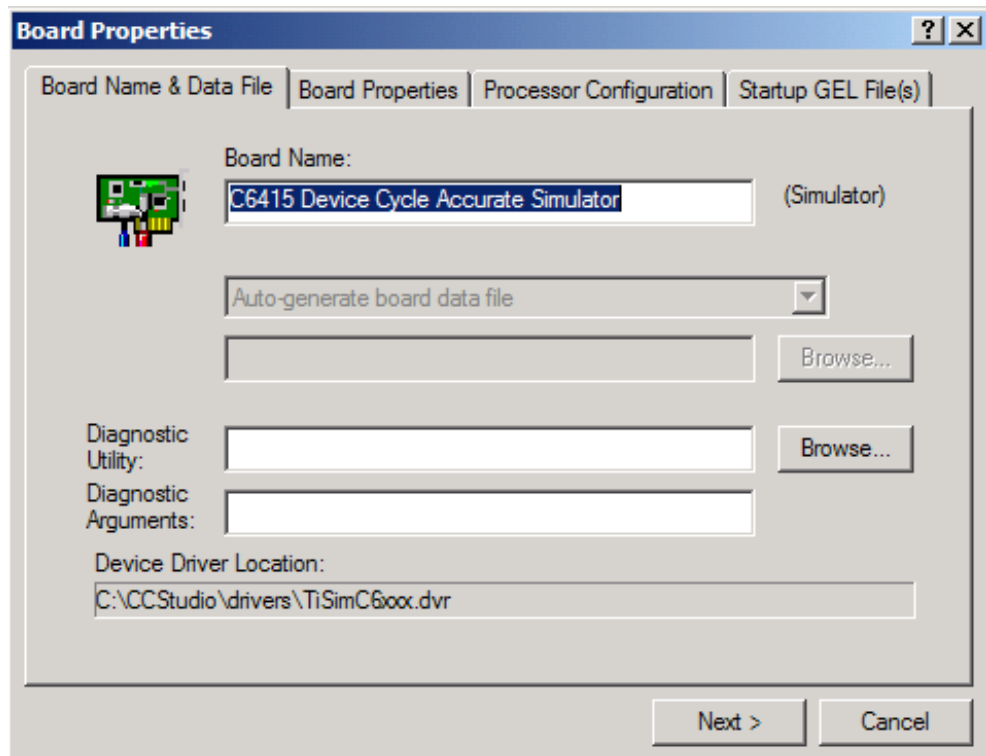 Board Properties
Board Name & Data File Board Properties Processor Configuration Startup GEL File(s)
Board Name:
C6415 Device Cycle Accurate Simulator (Simulator)
Auto-generate board data file
Browse...
Diagnostic
Utility:
Browse...
Diagnostic
Arguments:
Device Driver Location:
C:\CCStudio\drivers\TiSimC6xxx.dvr
Next > Cancel